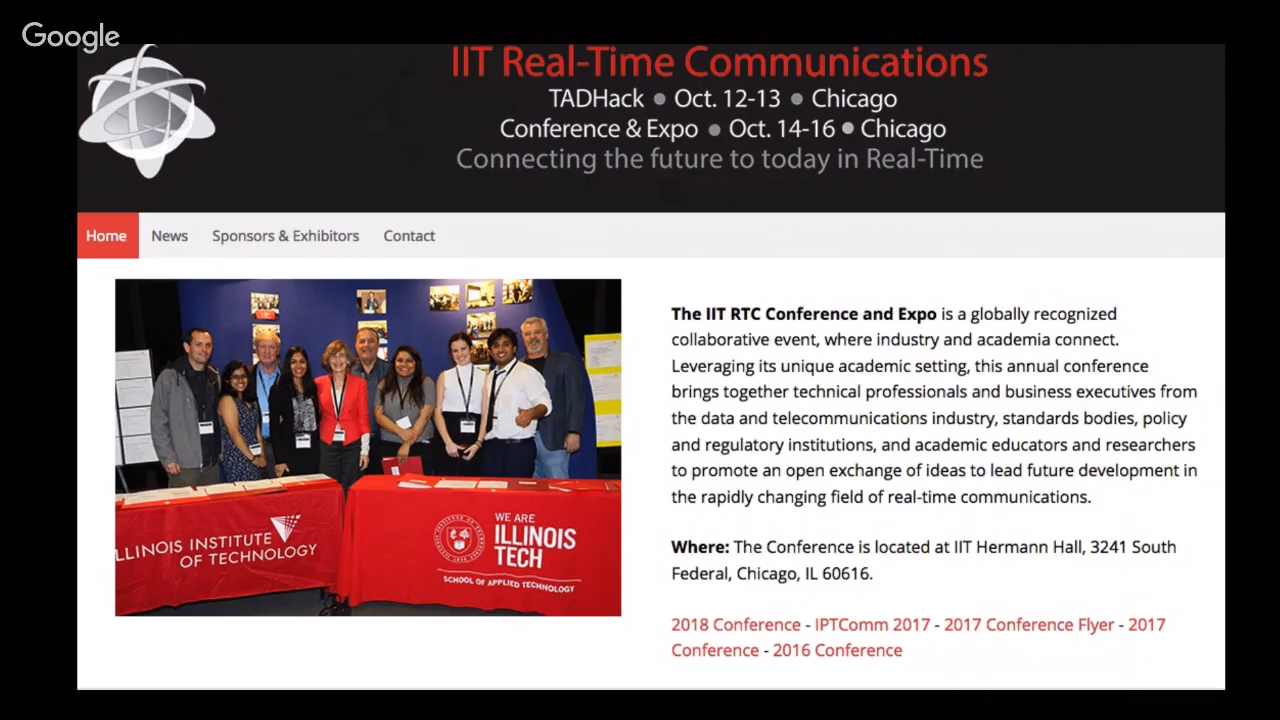 Google
IIT Real-Time Communications
TADHack ● Oct. 12-13 ● Chicago
Conference & Expo ● Oct. 14-16 ● Chicago
Connecting the future to today in Real-Time
Home News Sponsors & Exhibitors Contact
ILLINOIS INSTITUTE
OF TECHNOLOGY
WE ARE
ILLINOIS
TECH
SCHOOL OF APPLIED TECHNOLOGY
The IIT RTC Conference and Expo is a globally recognized
collaborative event, where industry and academia connect.
Leveraging its unique academic setting, this annual conference
brings together technical professionals and business executives from
the data and telecommunications industry, standards bodies, policy
and regulatory institutions, and academic educators and researchers
to promote an open exchange of ideas to lead future development in
the rapidly changing field of real-time communications.
Where: The Conference is located at IIT Hermann Hall, 3241 South
Federal, Chicago, IL 60616.
2018 Conference - IPTComm 2017 - 2017 Conference Flyer - 2017
Conference - 2016 Conference